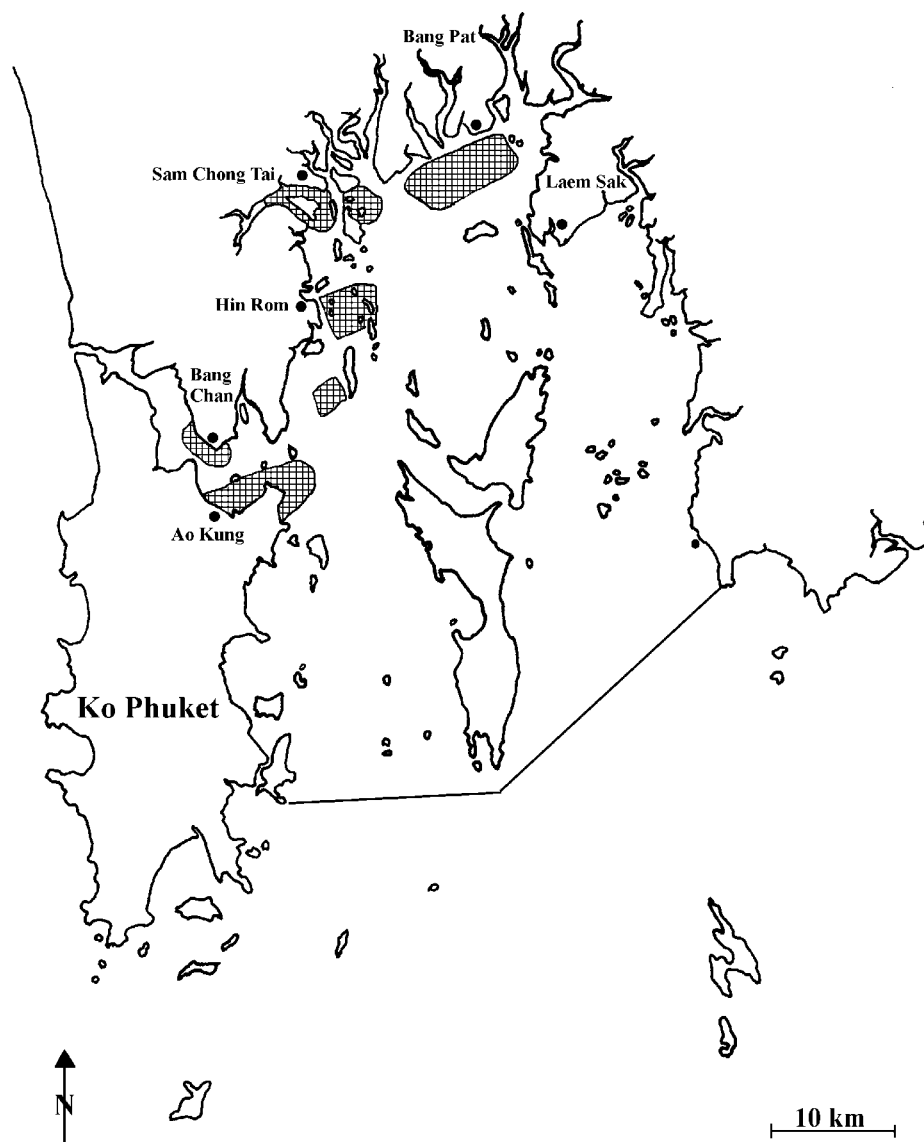 Bang Pat
Sam Chong Tai
Laem Sak
Hin Rom
Bang
Chan
Ao Kung
Ko Phuket
N
10 km